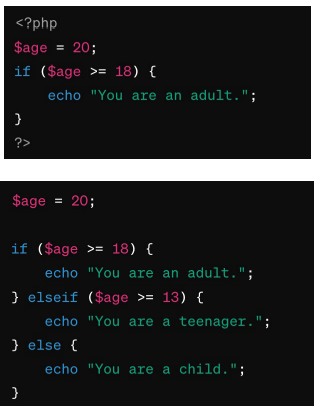 <?php
$age = 20;
if ($age >= 18) {
    echo "You are an adult.";
}
?>
$age = 20;
if ($age >= 18) {
    echo "You are an adult.";
} elseif ($age >= 13) {
    echo "You are a teenager.";
} else {
    echo "You are a child.";
}